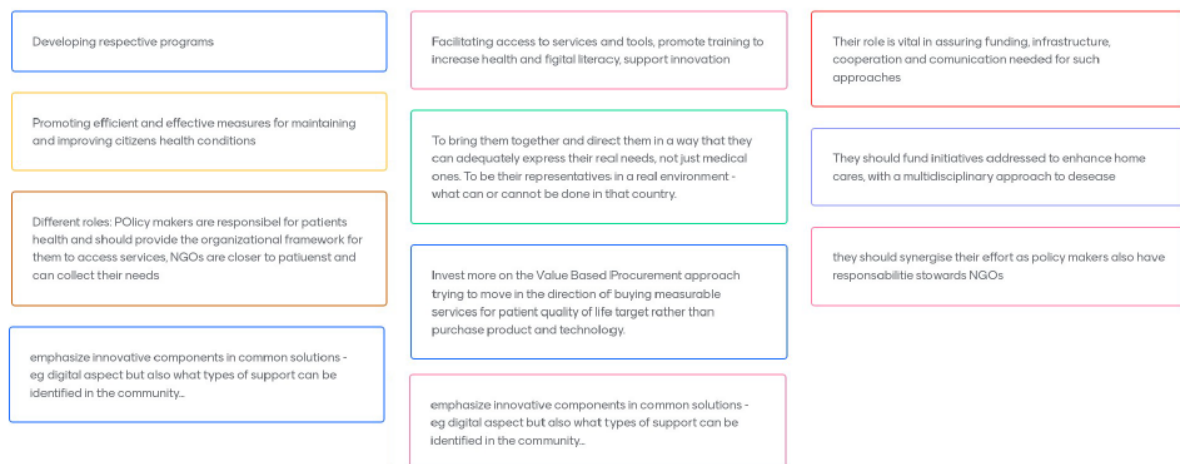 Developing respective programs
Promoting efficient and effective measures for maintaining
and improving citizens health conditions
Different roles: POlicy makers are responsibel for patients
health and should provide the organizational framework for
them to access services, NGOs are closer to patiuenst and
can collect their needs
emphasize innovative components in common solutions -
eg digital aspect but also what types of support can be
identified in the community...
Facilitating access to services and tools, promote training to
increase health and figital literacy, support innovation
To bring them together and direct them in a way that they
can adequately express their real needs, not just medical
ones. To be their representatives in a real environment -
what can or cannot be done in that country.
Invest more on the Value Based Procurement approach
trying to move in the direction of buying measurable
services for patient quality of life target rather than
purchase product and technology.
emphasize innovative components in common solutions -
eg digital aspect but also what types of support can be
identified in the community...
Their role is vital in assuring funding, infrastructure,
cooperation and comunication needed for such
approaches
They should fund initiatives addressed to enhance home
cares, with a multidisciplinary approach to desease
they should synergise their effort as policy makers also have
responsabilitie stowards NGOs